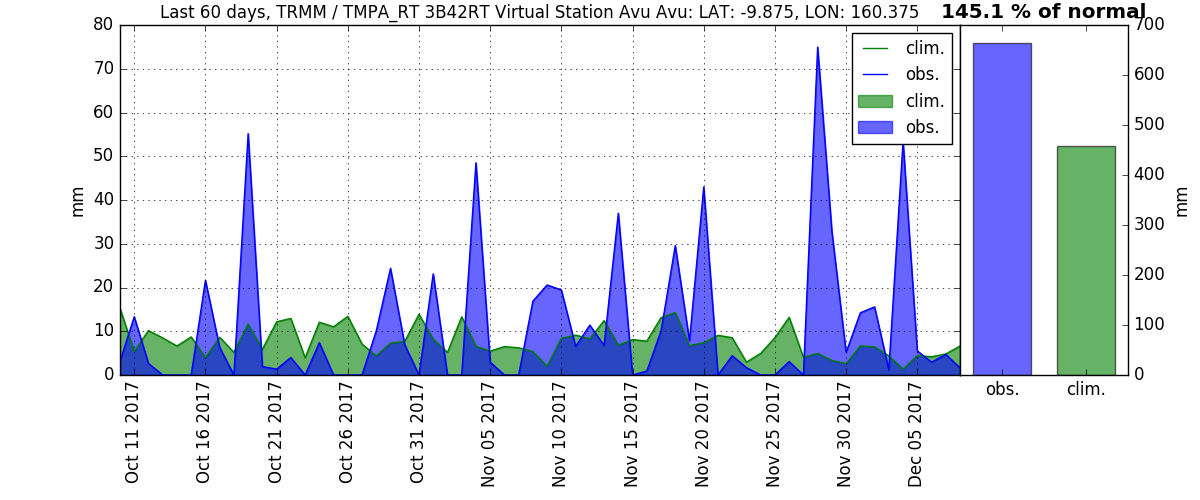 Last 60 days, TRMM / TMPA_RT 3B42RT Virtual Station Avu Avu: LAT: -9.875, LON: 160.375
145.1 % of normal
mm
80
70
60
50
40
30
20
10
0
clim.
obs.
clim.
obs.
Oct 11 2017
Oct 16 2017
Oct 21 2017
Oct 26 2017
Oct 31 2017
Nov 05 2017
Nov 10 2017
Nov 15 2017
Nov 20 2017
Nov 25 2017
Nov 30 2017
Dec 05 2017
700
600
500
400
300
200
100
0
mm
obs.
clim.